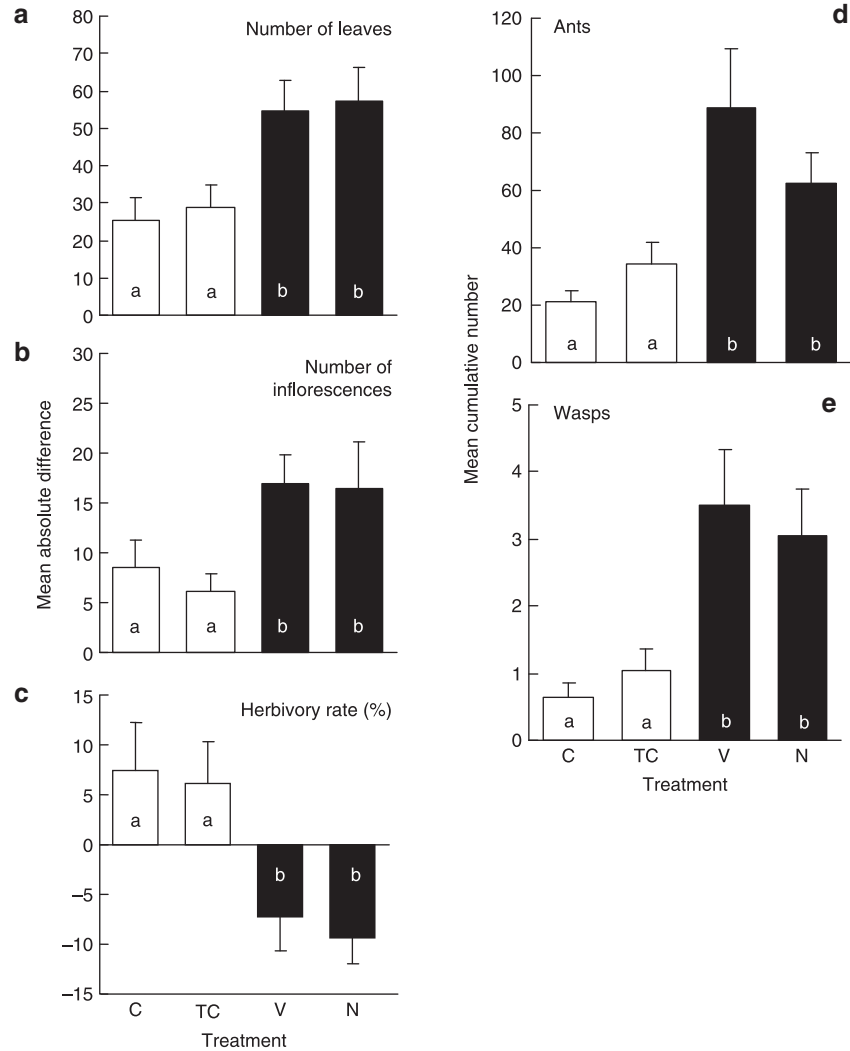 a
Number of leaves
80
70
60
50
40
30
20
10
0
a
a
b
b
b
Number of
inflorescences
30
25
20
15
10
5
0
a
a
b
b
Mean absolute difference
c
Herbivory rate (%)
15
10
5
0
–5
–10
–15
a
a
b
b
C TC V N
Treatment
d
Ants
120
100
80
60
40
20
0
a
a
b
b
Mean cumulative number
e
Wasps
5
4
3
2
1
0
a
a
b
b
C TC V N
Treatment